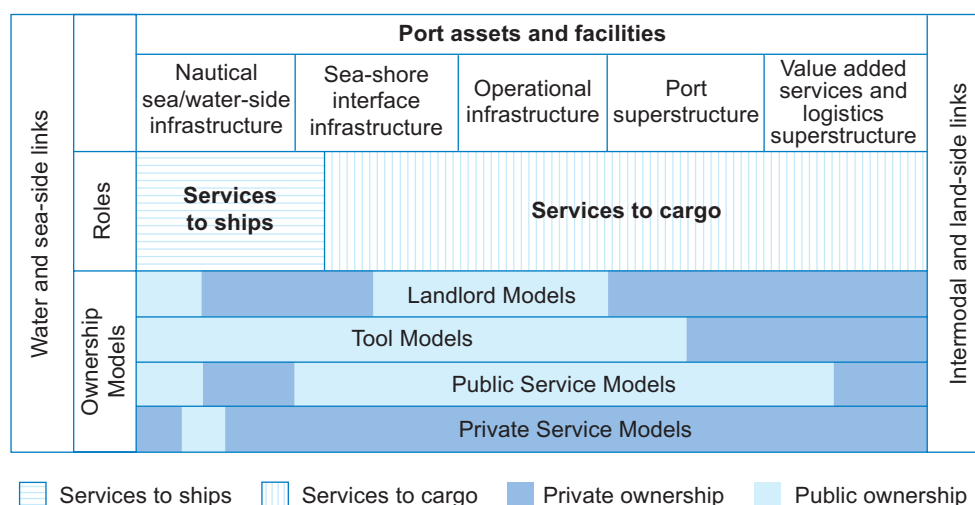 Port assets and facilities
Water and sea-side links
Nautical
sea/water-side
infrastructure
Sea-shore
interface
infrastructure
Operational
infrastructure
Port
superstructure
Value added
services and
logistics
superstructure
Intermodal and land-side links
Roles
Services
to ships
Services to cargo
Ownership
Models
Landlord Models
Tool Models
Public Service Models
Private Service Models
Services to ships
Services to cargo
Private ownership
Public ownership